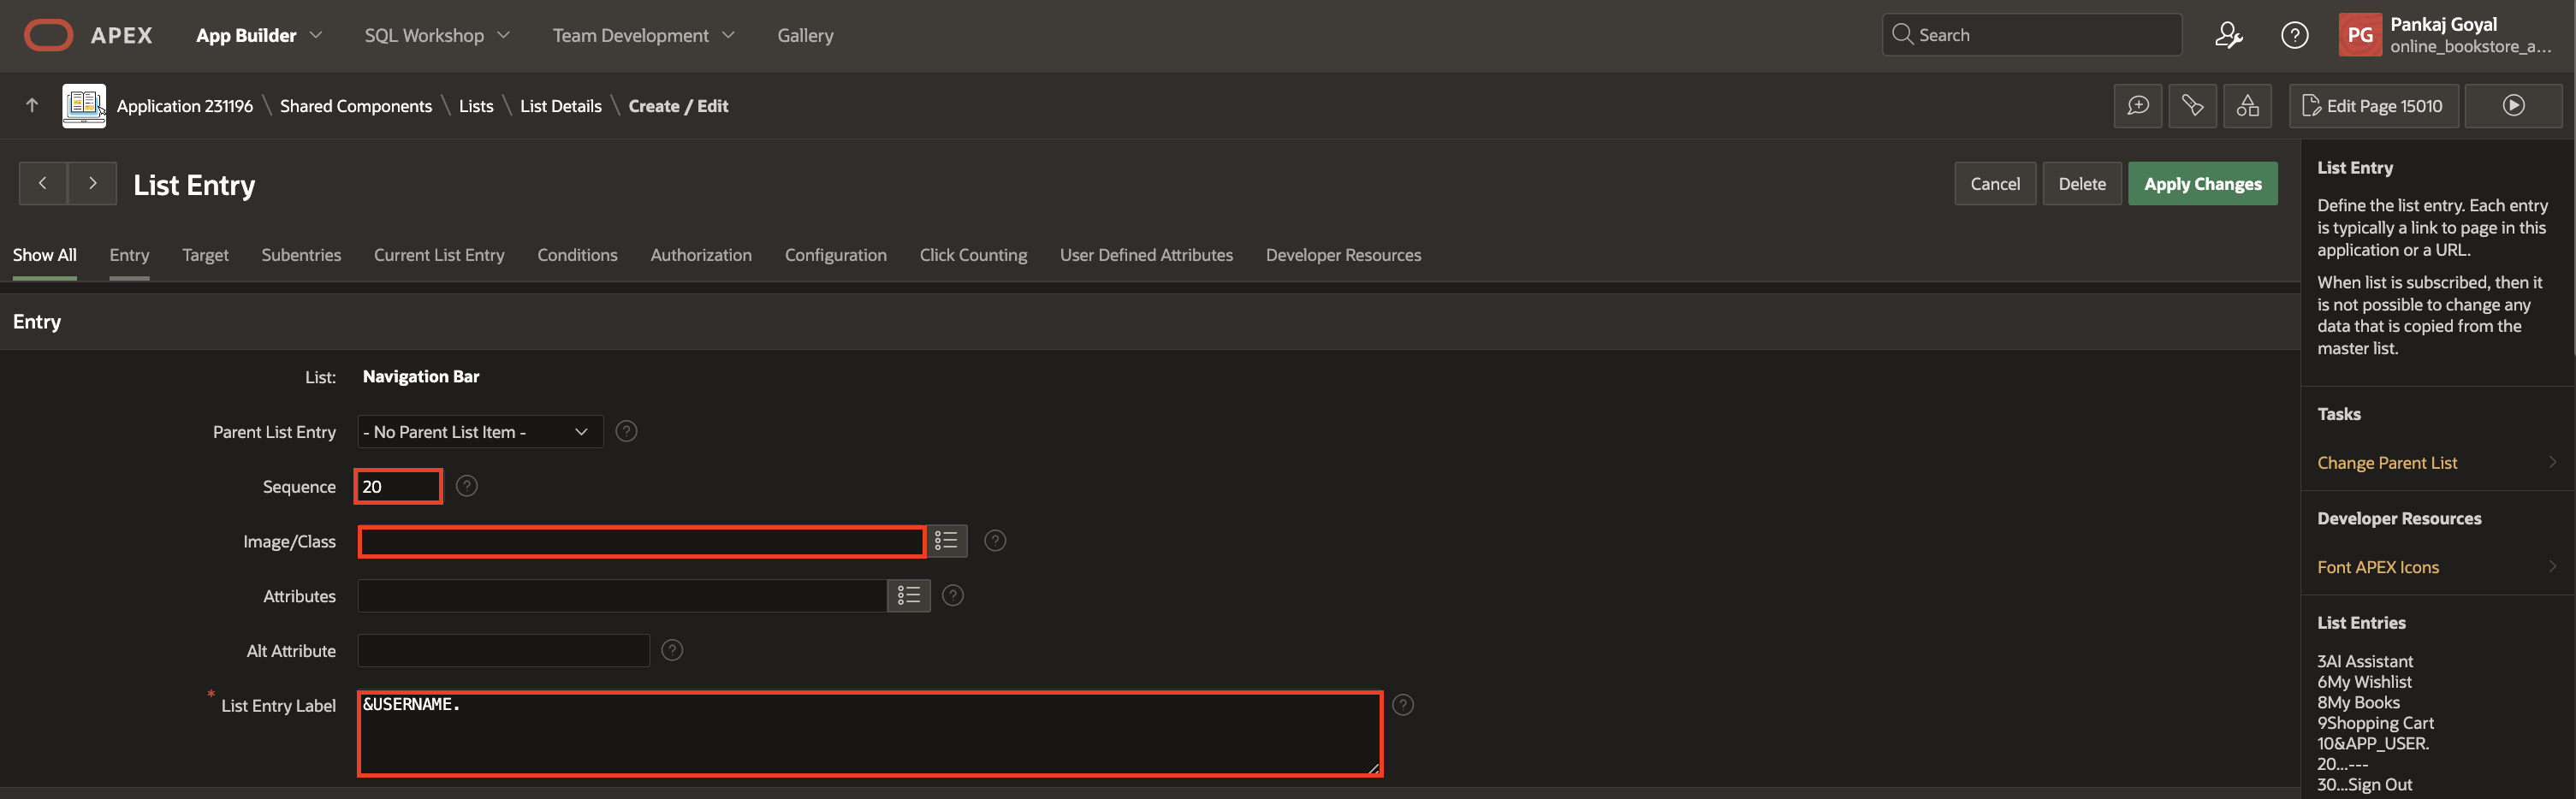 APEX App Builder SQL Workshop Team Development Gallery Search PG Pankaj Goyal
online_bookstore_a...
Application 231196 \ Shared Components \ Lists \ List Details \ Create / Edit Edit Page 15010
List Entry Cancel Delete Apply Changes
Show All Entry Target Subentries Current List Entry Conditions Authorization Configuration Click Counting User Defined Attributes Developer Resources
Entry
List: Navigation Bar
Parent List Entry - No Parent List Item -
Sequence 20
Image/Class
Attributes
Alt Attribute
* List Entry Label &USERNAME.
List Entry
Define the list entry. Each entry
is typically a link to page in this
application or a URL.
When list is subscribed, then it
is not possible to change any
data that is copied from the
master list.
Tasks
Change Parent List
Developer Resources
Font APEX Icons
List Entries
3AI Assistant
6My Wishlist
8My Books
9Shopping Cart
10&APP_USER.
20...---
30...Sign Out